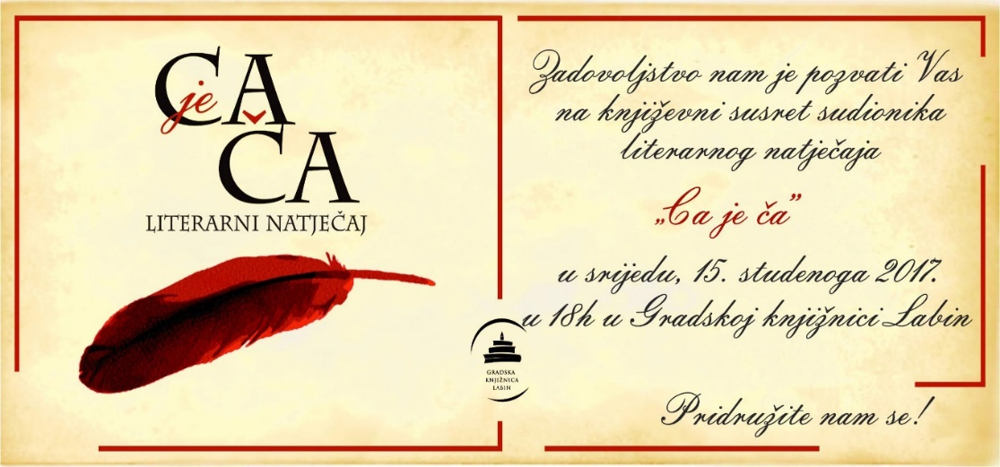 CA
je
ČA
LITERARNI NATJEČAJ
GRADSKA
KNJIŽNICA
LABIN
Zadovoljstvo nam je pozvati Vas
na književni susret sudionika
literarnog natječaja
„Ca je ča”
u srijedu, 15. studenoga 2017.
u 18h u Gradskoj knjižnici Labin
Pridružite nam se!